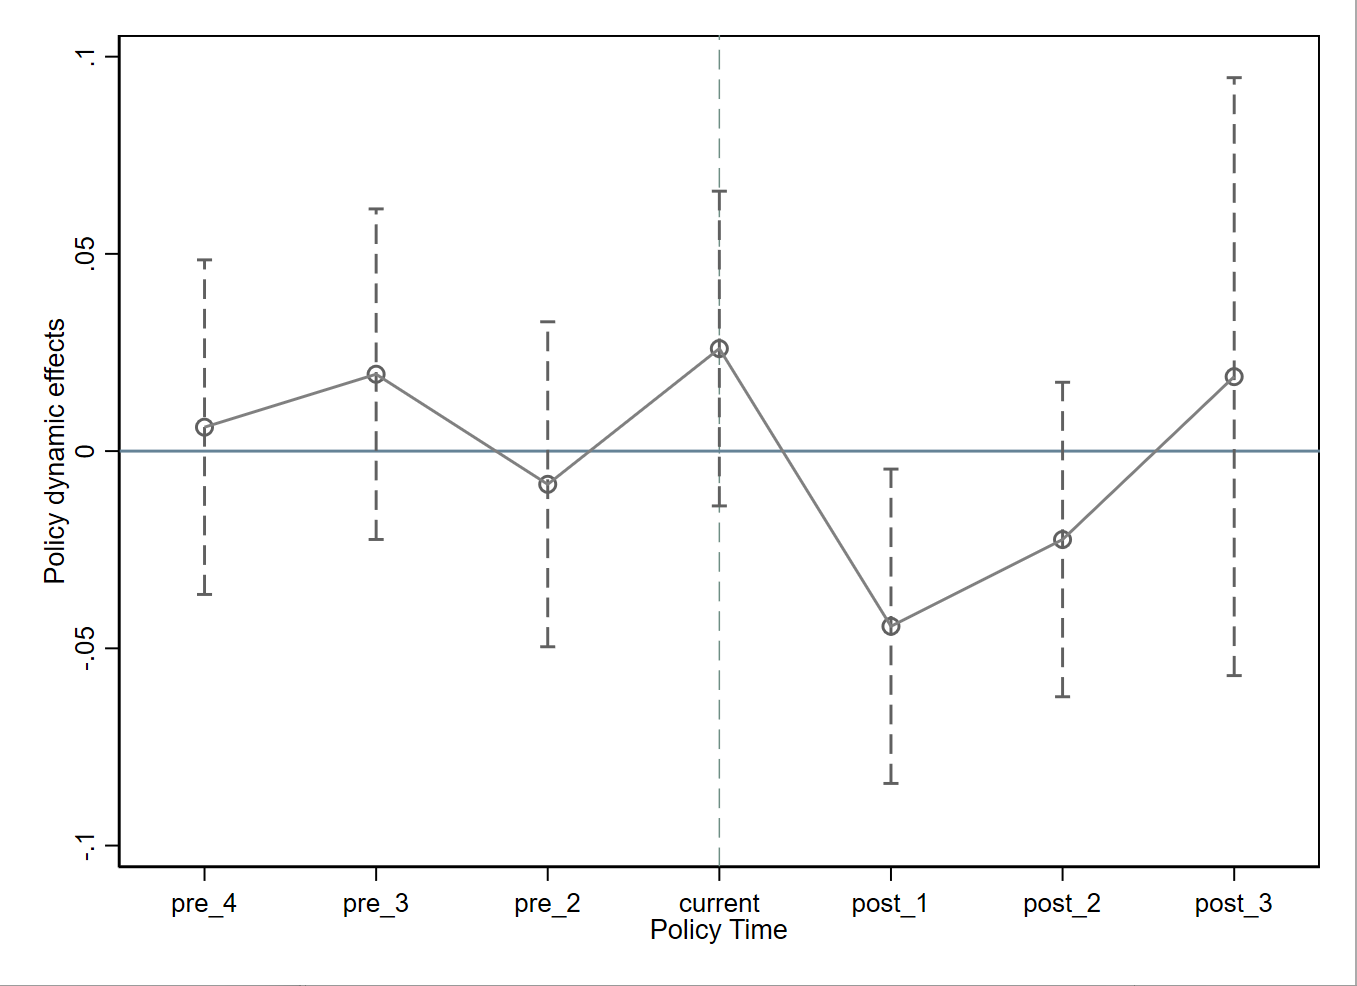 .1
.05
0
-.05
-.1
Policy dynamic effects
pre_4 pre_3 pre_2 current post_1 post_2 post_3
Policy Time